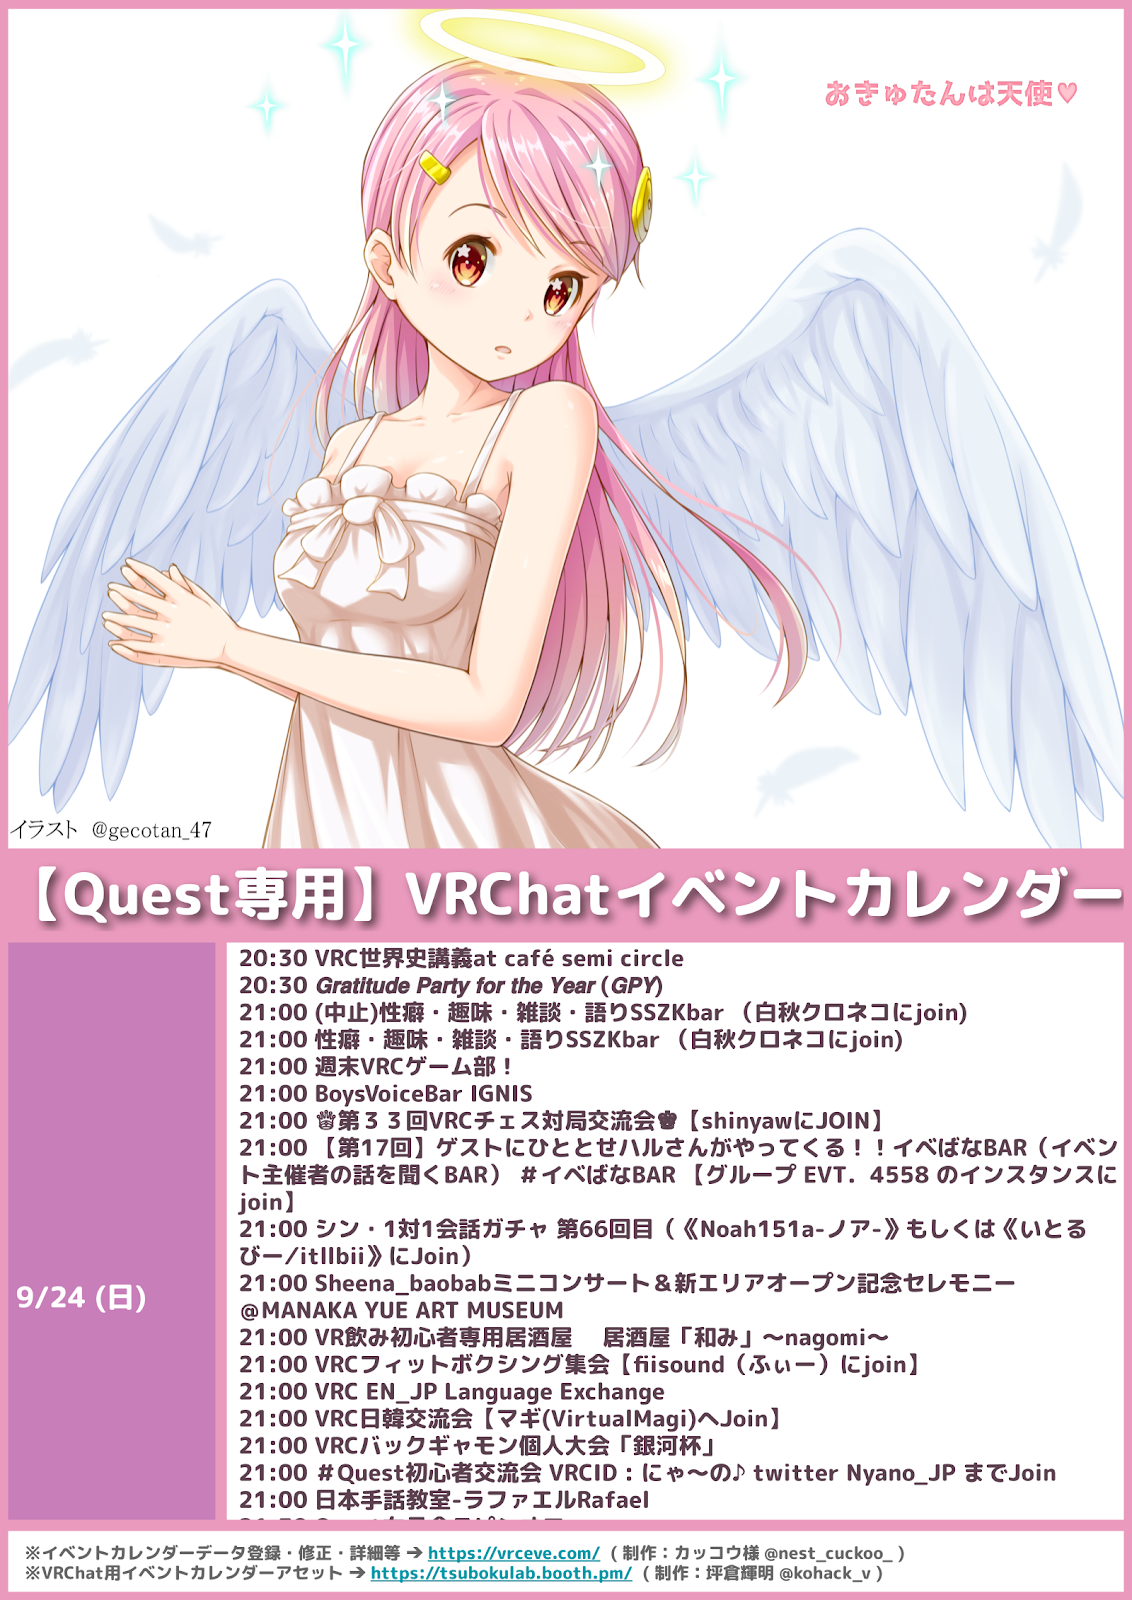 おきゅたんは天使♥
イラスト @gecotan_47
【Quest専用】VRChatイベントカレンダー
9/24 (日)
20:30 VRC世界史講義at café semi circle
20:30 Gratitude Party for the Year (GPY)
21:00 (中止)性癖・趣味・雑談・語りSSZKbar （白秋クロネコにjoin)
21:00 性癖・趣味・雑談・語りSSZKbar （白秋クロネコにjoin)
21:00 週末VRCゲーム部！
21:00 BoysVoiceBar IGNIS
21:00 ♕第３３回VRCチェス対局交流会♚【shinyawにJOIN】
21:00 【第17回】ゲストにひととせハルさんがやってくる！！イベばなBAR（イベン
ト主催者の話を聞くBAR） ＃イベばなBAR 【グループ EVT．4558 のインスタンスに
join】
21:00 シン・1対1会話ガチャ 第66回目（《Noah151a-ノア-》もしくは《いとる
びー/itllbii》にJoin）
21:00 Sheena_baobabミニコンサート＆新エリアオープン記念セレモニー
@MANAKA YUE ART MUSEUM
21:00 VR飲み初心者専用居酒屋　居酒屋「和み」〜nagomi〜
21:00 VRCフィットボクシング集会【fiisound（ふぃー）にjoin】
21:00 VRC EN_JP Language Exchange
21:00 VRC日韓交流会【マギ(VirtualMagi)へJoin】
21:00 VRCバックギャモン個人大会「銀河杯」
21:00 ＃Quest初心者交流会 VRCID：にゃ〜の♪ twitter Nyano_JP までJoin
21:00 日本手話教室-ラファエルRafael
※イベントカレンダーデータ登録・修正・詳細等 ➔ https://vrceve.com/ （制作：カッコウ様 @nest_cuckoo_ ）
※VRChat用イベントカレンダーアセット ➔ https://tsubokulab.booth.pm/ （制作：坪倉輝明 @kohack_v ）